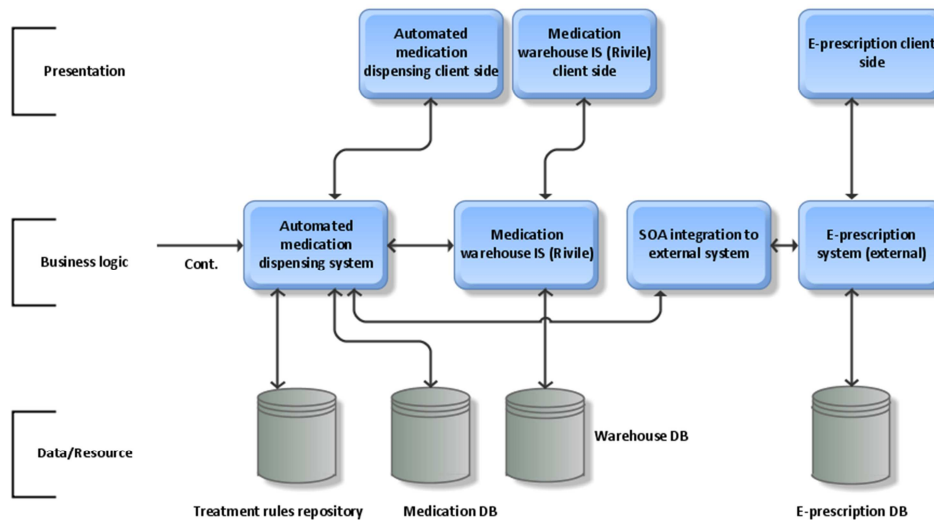 Presentation
Automated
medication
dispensing client side
Medication
warehouse IS (Rivile)
client side
E-prescription client
side
Business logic
Cont.
Automated
medication
dispensing system
Medication
warehouse IS (Rivile)
SOA integration to
external system
E-prescription
system (external)
Data/Resource
Warehouse DB
Treatment rules repository
Medication DB
E-prescription DB